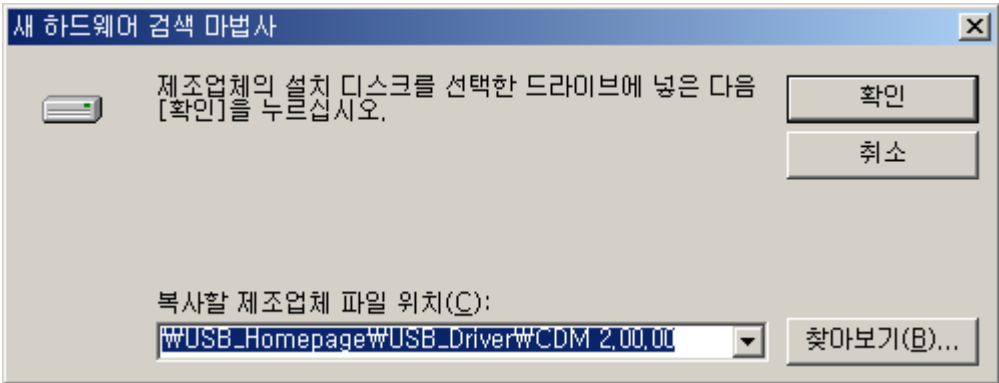 새 하드웨어 검색 마법사
제조업체의 설치 디스크를 선택한 드라이브에 넣은 다음
[확인]을 누르십시오.
확인
취소
복사할 제조업체 파일 위치(C):
₩USB_Homepage₩USB_Driver₩CDM 2,00,00
찾아보기(B)...